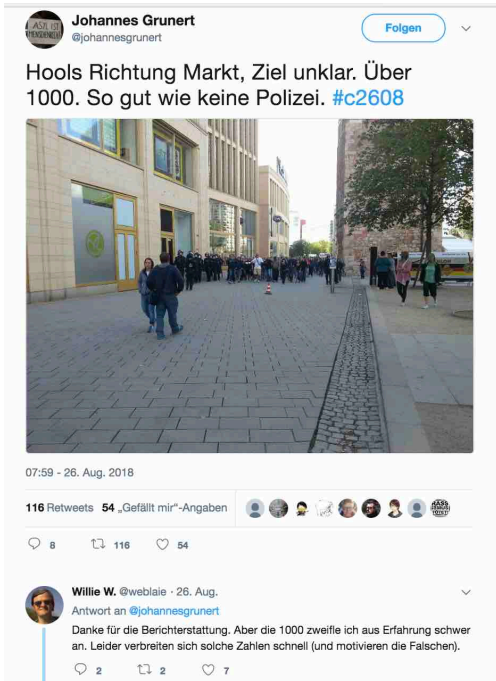 Johannes Grunert
@johannesgrunert
Folgen
Hools Richtung Markt, Ziel unklar. Über
1000. So gut wie keine Polizei. #c2608
07:59 - 26. Aug. 2018
116 Retweets 54 „Gefällt mir“-Angaben
8 116 54
Willie W. @weblaie · 26. Aug.
Antwort an @johannesgrunert
Danke für die Berichterstattung. Aber die 1000 zweifle ich aus Erfahrung schwer
an. Leider verbreiten sich solche Zahlen schnell (und motivieren die Falschen).
2 2 7